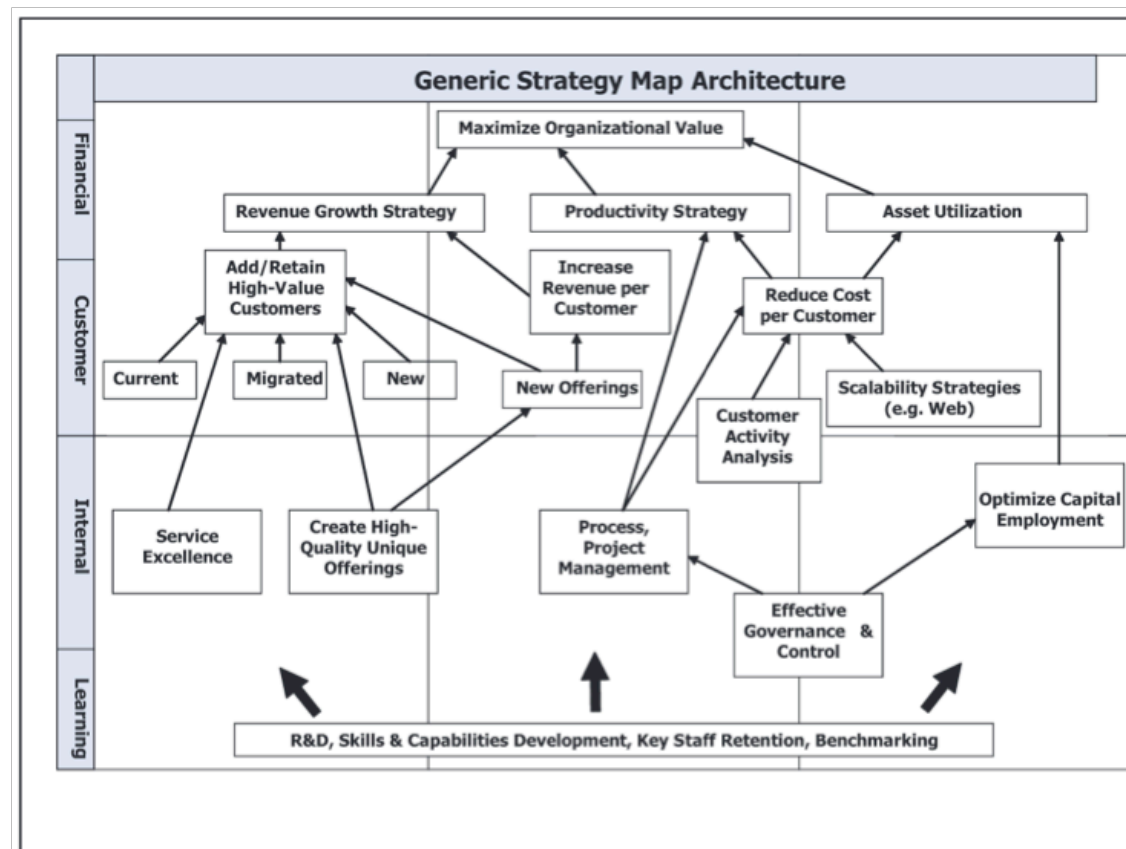 Generic Strategy Map Architecture
Financial
Maximize Organizational Value
Revenue Growth Strategy
Productivity Strategy
Asset Utilization
Customer
Add/Retain
High-Value
Customers
Increase
Revenue per
Customer
Reduce Cost
per Customer
Current
Migrated
New
New Offerings
Scalability Strategies
(e.g. Web)
Customer
Activity
Analysis
Internal
Service
Excellence
Create High-
Quality Unique
Offerings
Process,
Project
Management
Optimize Capital
Employment
Effective
Governance &
Control
Learning
R&D, Skills & Capabilities Development, Key Staff Retention, Benchmarking